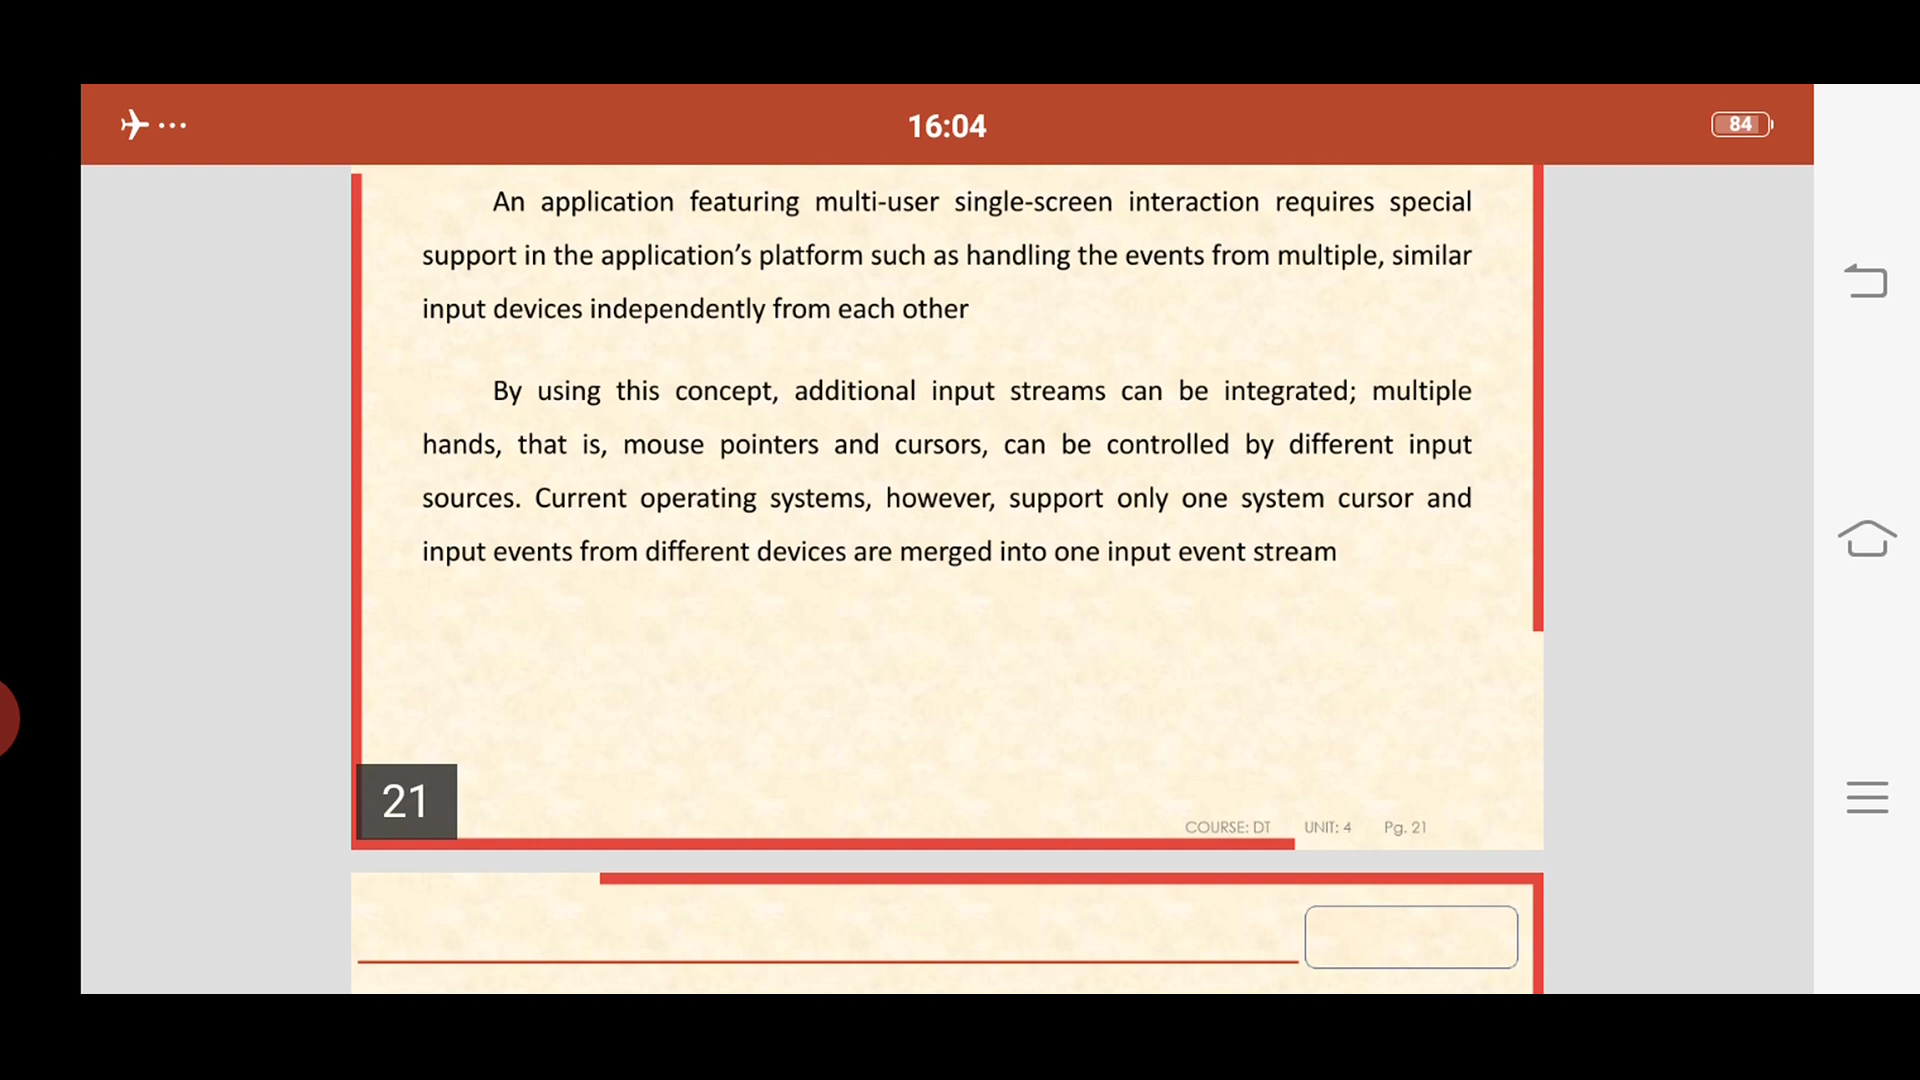 16:04
84
An application featuring multi-user single-screen interaction requires special
support in the application’s platform such as handling the events from multiple, similar
input devices independently from each other
By using this concept, additional input streams can be integrated; multiple
hands, that is, mouse pointers and cursors, can be controlled by different input
sources. Current operating systems, however, support only one system cursor and
input events from different devices are merged into one input event stream
21
COURSE: DT UNIT: 4 Pg. 21